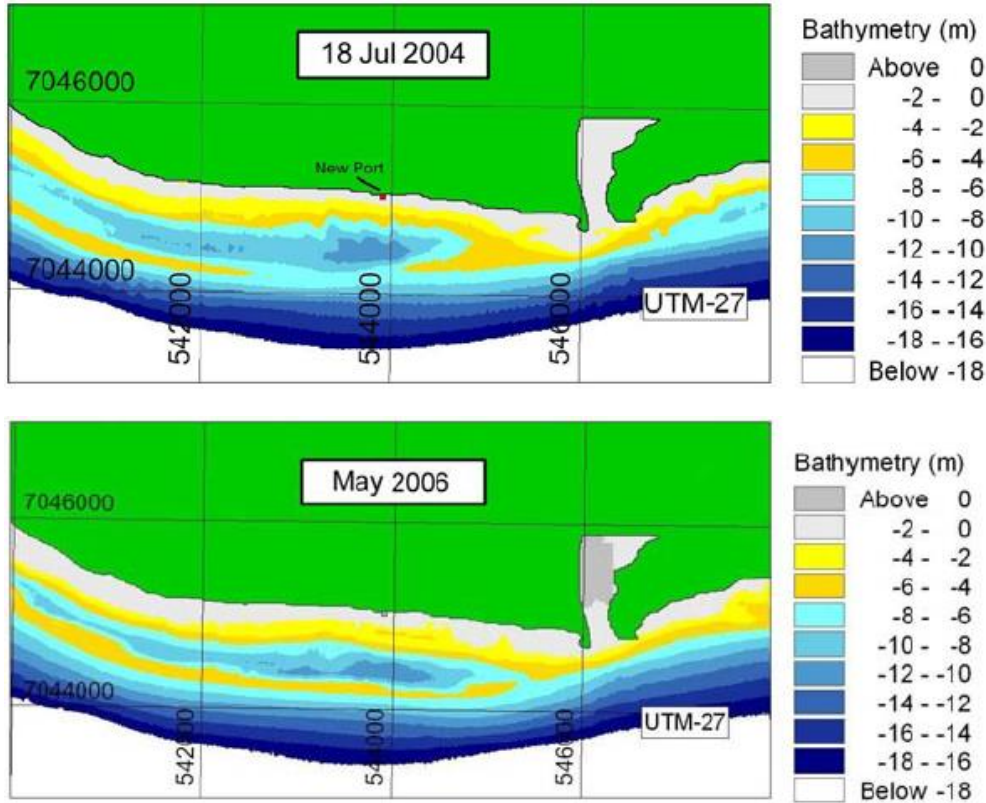 18 Jul 2004
7046000
New Port
7044000
542000
544000
546000
UTM-27
Bathymetry (m)
Above 0
-2 - 0
-4 - -2
-6 - -4
-8 - -6
-10 - -8
-12 - -10
-14 - -12
-16 - -14
-18 - -16
Below -18
May 2006
7046000
7044000
542000
544000
546000
UTM-27
Bathymetry (m)
Above 0
-2 - 0
-4 - -2
-6 - -4
-8 - -6
-10 - -8
-12 - -10
-14 - -12
-16 - -14
-18 - -16
Below -18